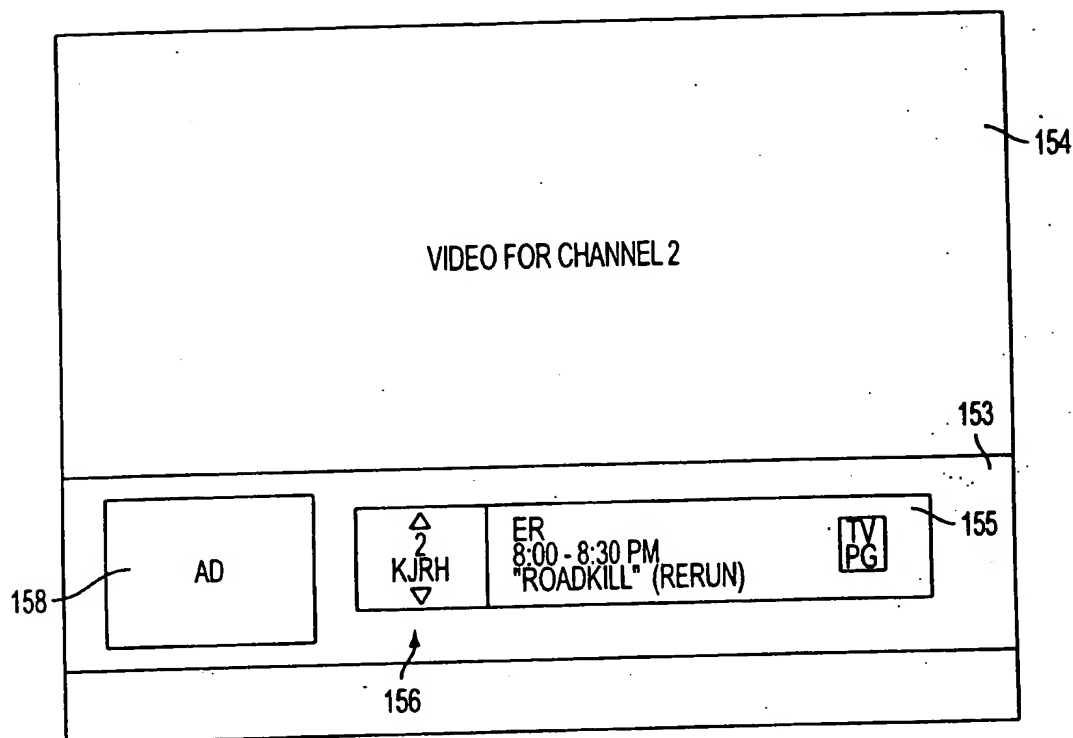 154
VIDEO FOR CHANNEL 2
153
AD
△
2
KJRH
▽
ER
8:00 - 8:30 PM
"ROADKILL" (RERUN)
TV
PG
155
158
156